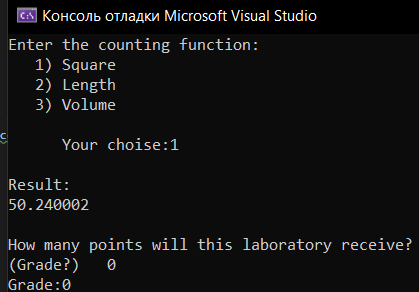 Консоль отладки Microsoft Visual Studio
Enter the counting function:
1) Square
2) Length
3) Volume
Your choise:1
Result:
50.240002
How many points will this laboratory receive?
(Grade?) 0
Grade:0